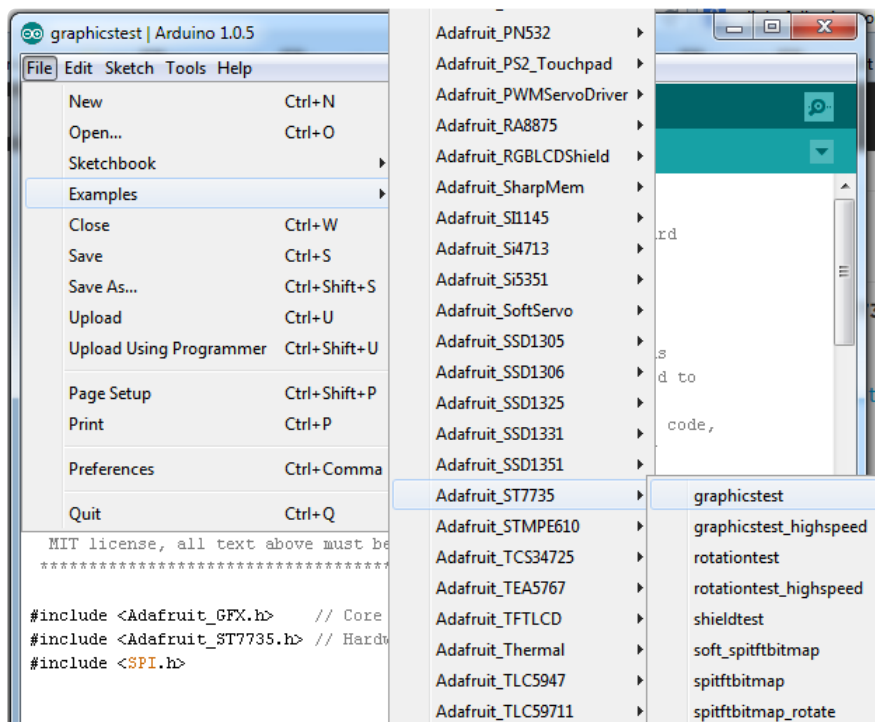 graphicstest | Arduino 1.0.5
File Edit Sketch Tools Help
New Ctrl+N
Open... Ctrl+O
Sketchbook
Examples
Close Ctrl+W
Save Ctrl+S
Save As... Ctrl+Shift+S
Upload Ctrl+U
Upload Using Programmer Ctrl+Shift+U
Page Setup Ctrl+Shift+P
Print Ctrl+P
Preferences Ctrl+Comma
Quit Ctrl+Q
Adafruit_PN532
Adafruit_PS2_Touchpad
Adafruit_PWMServoDriver
Adafruit_RA8875
Adafruit_RGBLCDShield
Adafruit_SharpMem
Adafruit_SI1145
Adafruit_Si4713
Adafruit_Si5351
Adafruit_SoftServo
Adafruit_SSD1305
Adafruit_SSD1306
Adafruit_SSD1325
Adafruit_SSD1331
Adafruit_SSD1351
Adafruit_ST7735
Adafruit_STMPE610
Adafruit_TCS34725
Adafruit_TEA5767
Adafruit_TFTLCD
Adafruit_Thermal
Adafruit_TLC5947
Adafruit_TLC59711
graphicstest
graphicstest_highspeed
rotationtest
rotationtest_highspeed
shieldtest
soft_spitftbitmap
spitftbitmap
spitftbitmap_rotate
d to
code,
MIT license, all text above must be
**************************************
#include <Adafruit_GFX.h> // Core
#include <Adafruit_ST7735.h> // Hardw
#include <SPI.h>